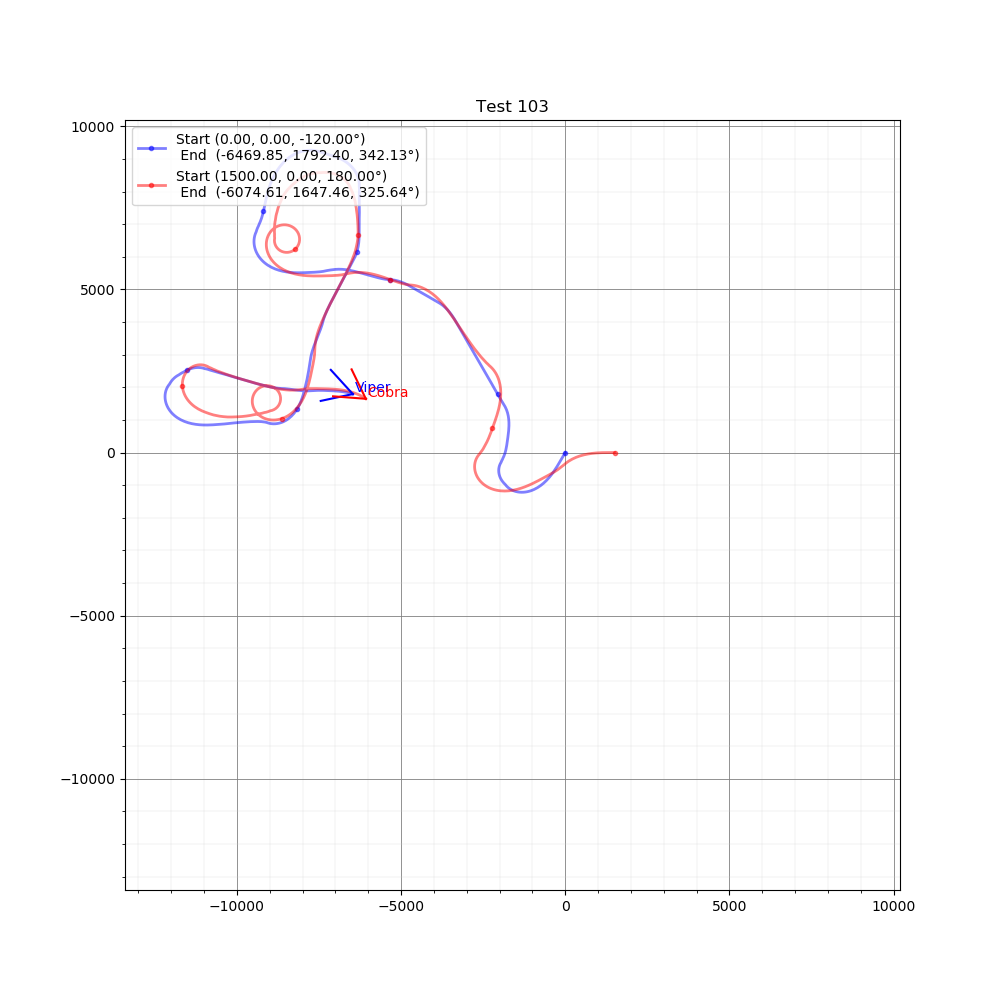 Test 103
Start (0.00, 0.00, -120.00°)
End (-6469.85, 1792.40, 342.13°)
Start (1500.00, 0.00, 180.00°)
End (-6074.61, 1647.46, 325.64°)
10000
5000
0
−5000
−10000
Viper
Cobra
−10000 −5000 0 5000 10000